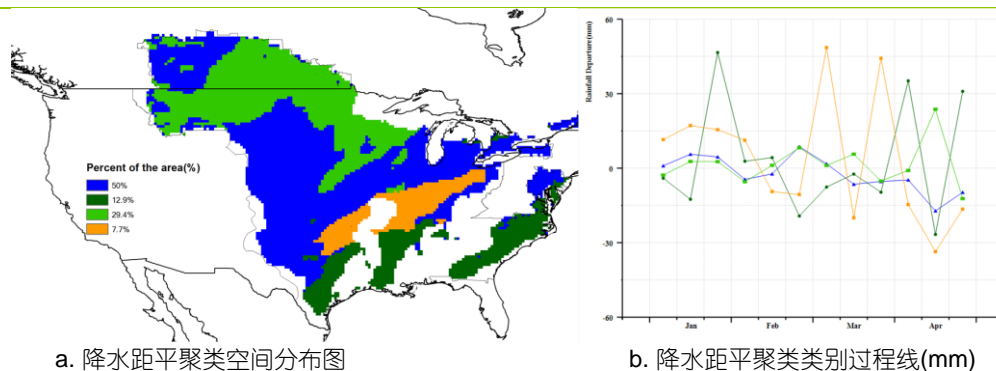 Percent of the area(%)
50%
12.9%
29.4%
7.7%
a. 降水距平聚类空间分布图
Rainfall Departure(mm)
60
30
0
-30
-60
Jan
Feb
Mar
Apr
b. 降水距平聚类类别过程线(mm)